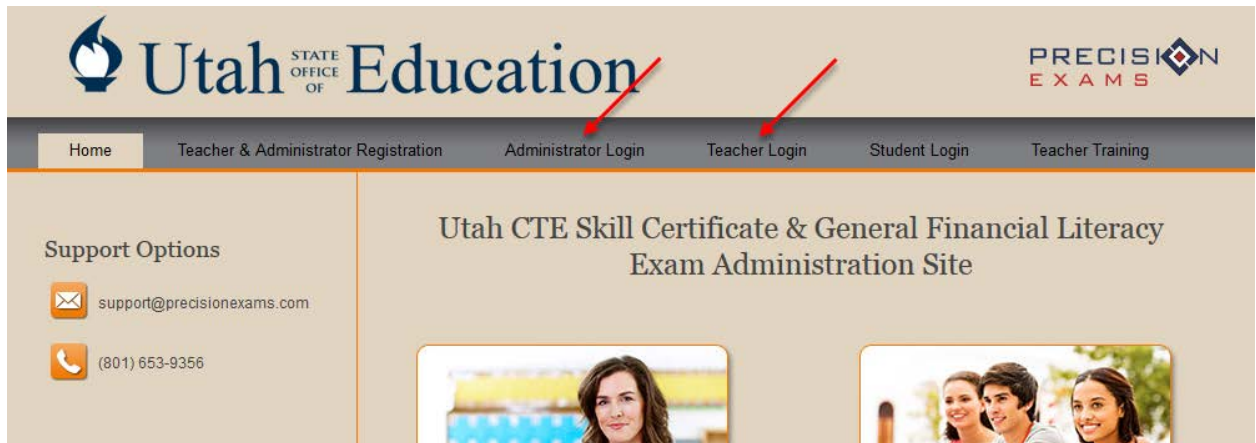 Utah STATE OFFICE OF Education
PRECISION
EXAMS
Home Teacher & Administrator Registration Administrator Login Teacher Login Student Login Teacher Training
Support Options
support@precisionexams.com
(801) 653-9356
Utah CTE Skill Certificate & General Financial Literacy
Exam Administration Site